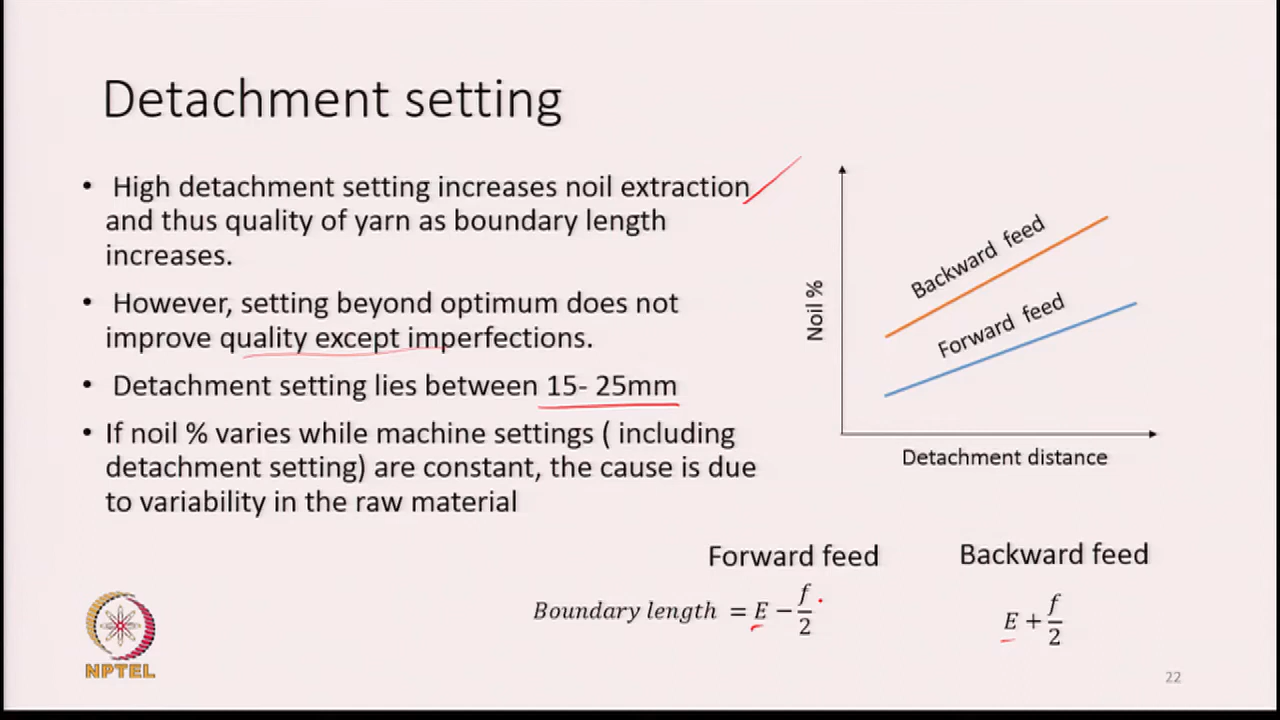 Detachment setting
• High detachment setting increases noil extraction
and thus quality of yarn as boundary length
increases.
• However, setting beyond optimum does not
improve quality except imperfections.
• Detachment setting lies between 15- 25mm
• If noil % varies while machine settings ( including
detachment setting) are constant, the cause is due
to variability in the raw material
Noil %
Backward feed
Forward feed
Detachment distance
Forward feed
Backward feed
Boundary length = E − f/2
E + f/2
NPTEL
22